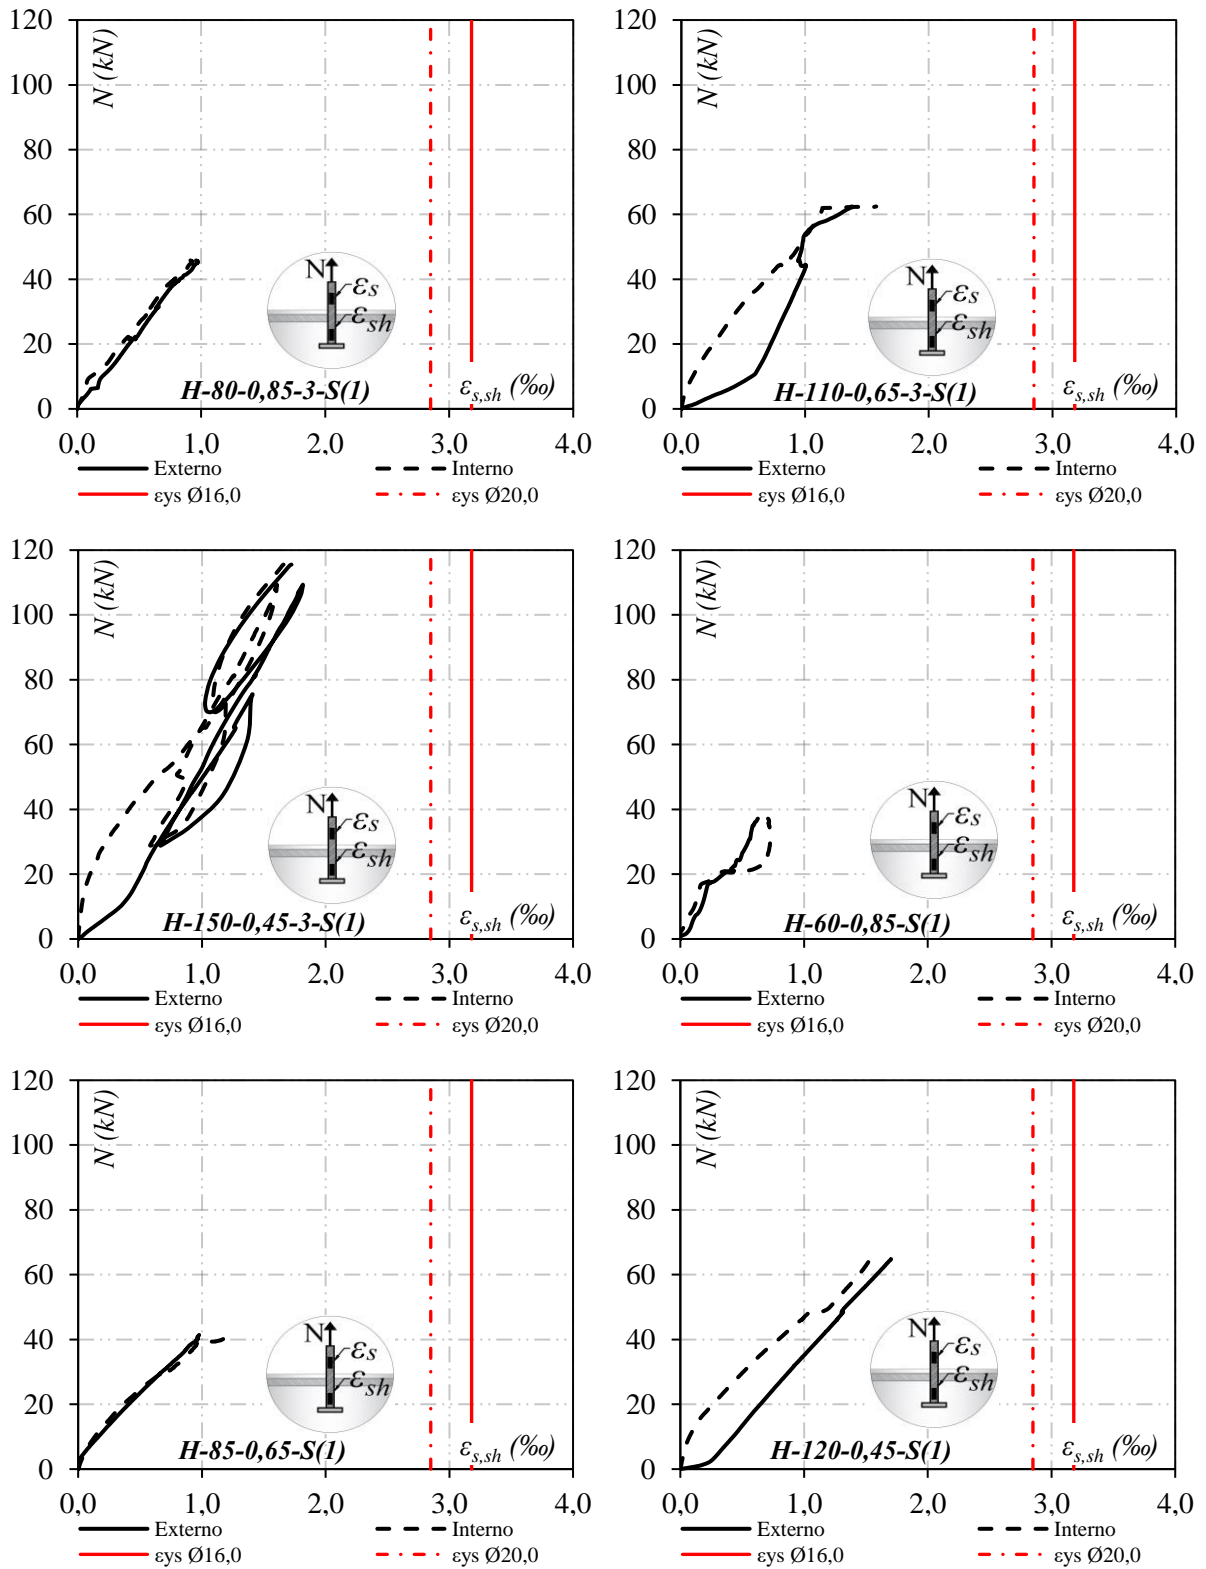 120
100
80
60
40
20
0
N (kN)
N
εs
εsh
H-80-0,85-3-S(1)
εs,sh (‰)
0,0 1,0 2,0 3,0 4,0
Externo Interno
εys Ø16,0 εys Ø20,0
120
100
80
60
40
20
0
N (kN)
N
εs
εsh
H-110-0,65-3-S(1)
εs,sh (‰)
0,0 1,0 2,0 3,0 4,0
Externo Interno
εys Ø16,0 εys Ø20,0
120
100
80
60
40
20
0
N (kN)
N
εs
εsh
H-150-0,45-3-S(1)
εs,sh (‰)
0,0 1,0 2,0 3,0 4,0
Externo Interno
εys Ø16,0 εys Ø20,0
120
100
80
60
40
20
0
N (kN)
N
εs
εsh
H-60-0,85-S(1)
εs,sh (‰)
0,0 1,0 2,0 3,0 4,0
Externo Interno
εys Ø16,0 εys Ø20,0
120
100
80
60
40
20
0
N (kN)
N
εs
εsh
H-85-0,65-S(1)
εs,sh (‰)
0,0 1,0 2,0 3,0 4,0
Externo Interno
εys Ø16,0 εys Ø20,0
120
100
80
60
40
20
0
N (kN)
N
εs
εsh
H-120-0,45-S(1)
εs,sh (‰)
0,0 1,0 2,0 3,0 4,0
Externo Interno
εys Ø16,0 εys Ø20,0